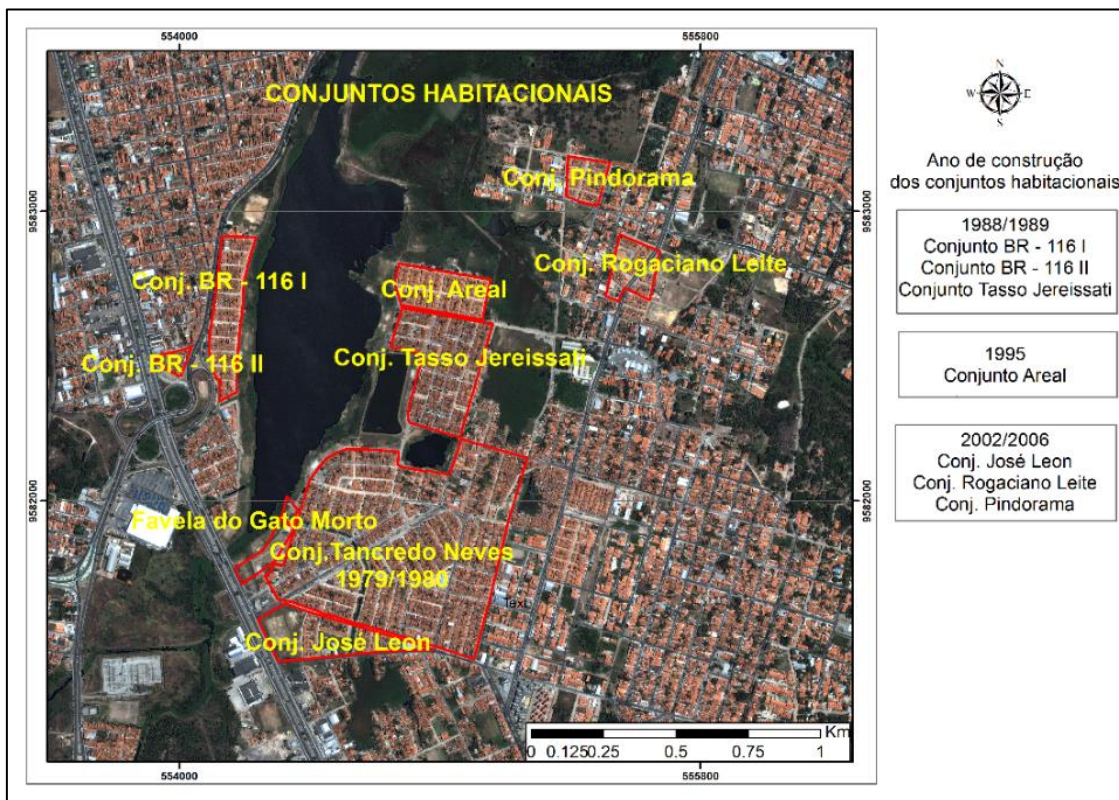 554000
555800
CONJUNTOS HABITACIONAIS
Conj. Pindorama
9583000
9583000
Conj. BR - 116 I
Conj. Areal
Conj. Rogaciano Leite
Conj. BR - 116 II
Conj. Tasso Jereissati
9582000
9582000
Favela do Gato Morto
Conj.Tancredo Neves
1979/1980
Text
Conj. José Leon
Km
0 0.125 0.25 0.5 0.75 1
554000
555800
N
W E
S
Ano de construção
dos conjuntos habitacionais
1988/1989
Conjunto BR - 116 I
Conjunto BR - 116 II
Conjunto Tasso Jereissati
1995
Conjunto Areal
2002/2006
Conj. José Leon
Conj. Rogaciano Leite
Conj. Pindorama